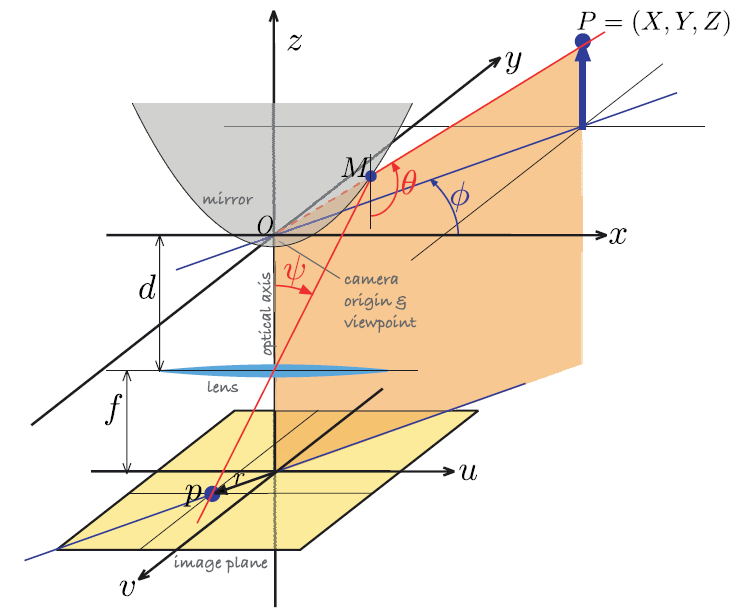 P = (X, Y, Z)
z
y
M
θ
ϕ
mirror
O
x
ψ
camera
origin &
viewpoint
d
optical axis
lens
f
u
r
p
image plane
v